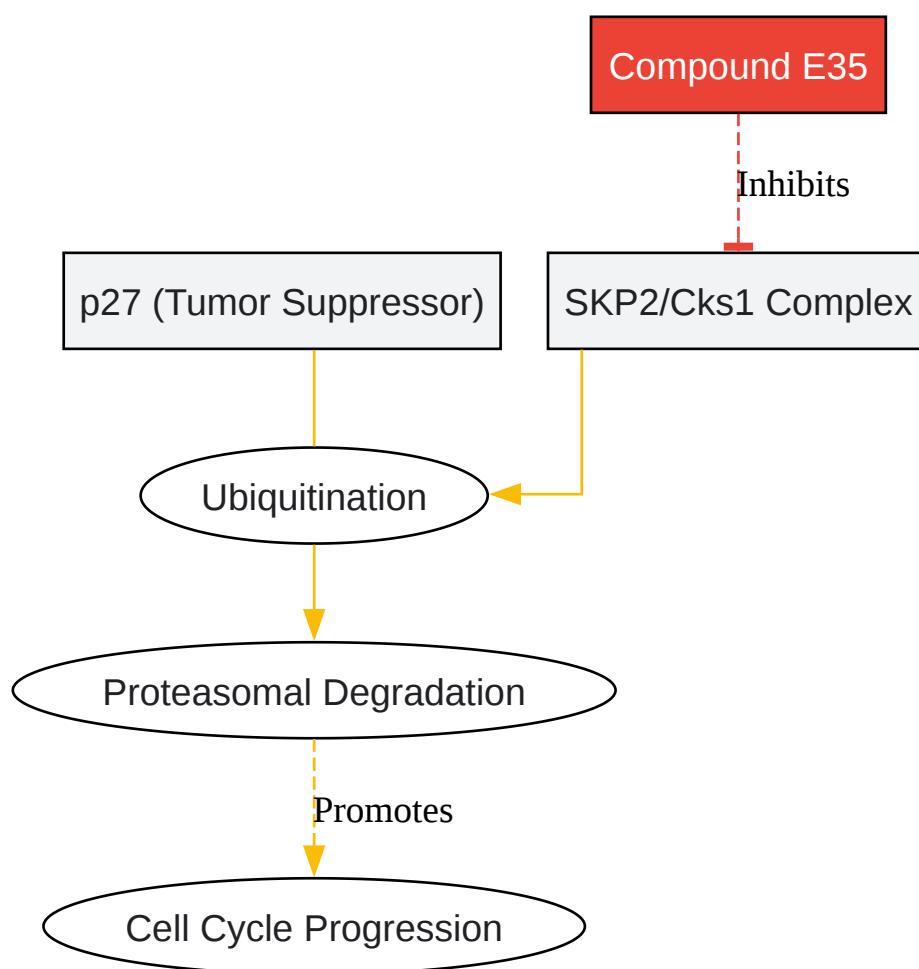 Compound E35
Inhibits
p27 (Tumor Suppressor)
SKP2/Cks1 Complex
Ubiquitination
Proteasomal Degradation
Promotes
Cell Cycle Progression